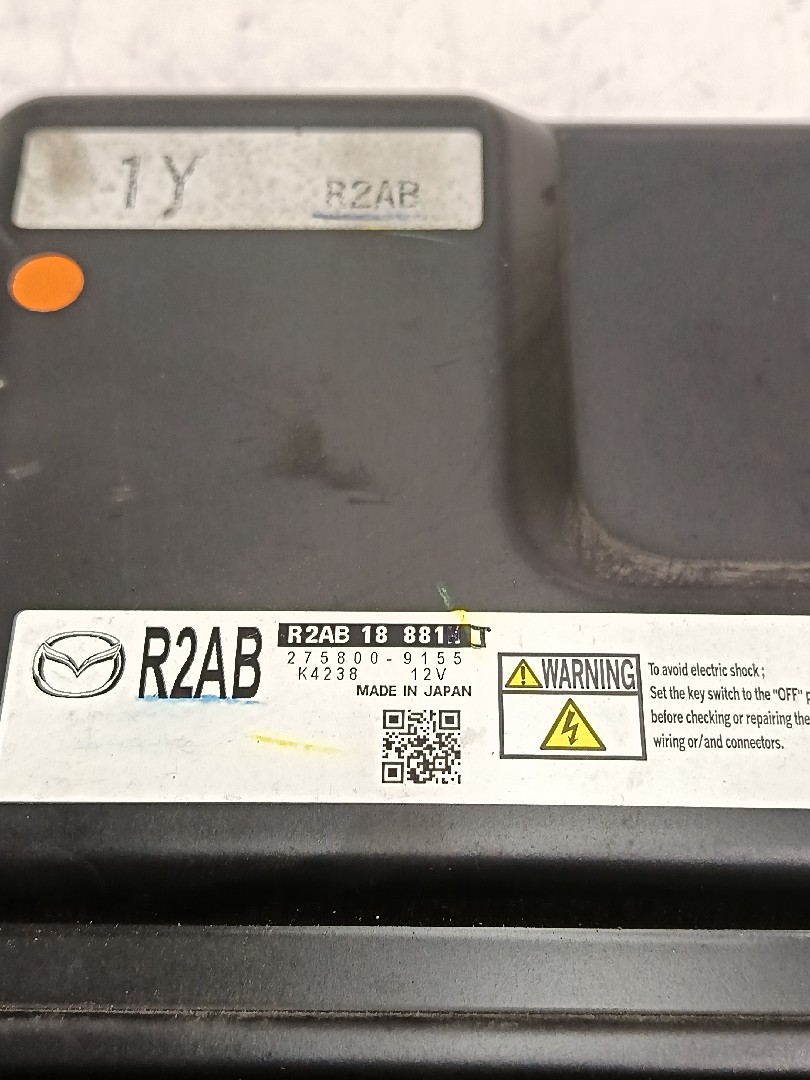 1Y
R2AB
R2AB
R2AB 18 881
275800-9155
K4238 12V
MADE IN JAPAN
WARNING
To avoid electric shock;
Set the key switch to the "OFF"
before checking or repairing the
wiring or/and connectors.